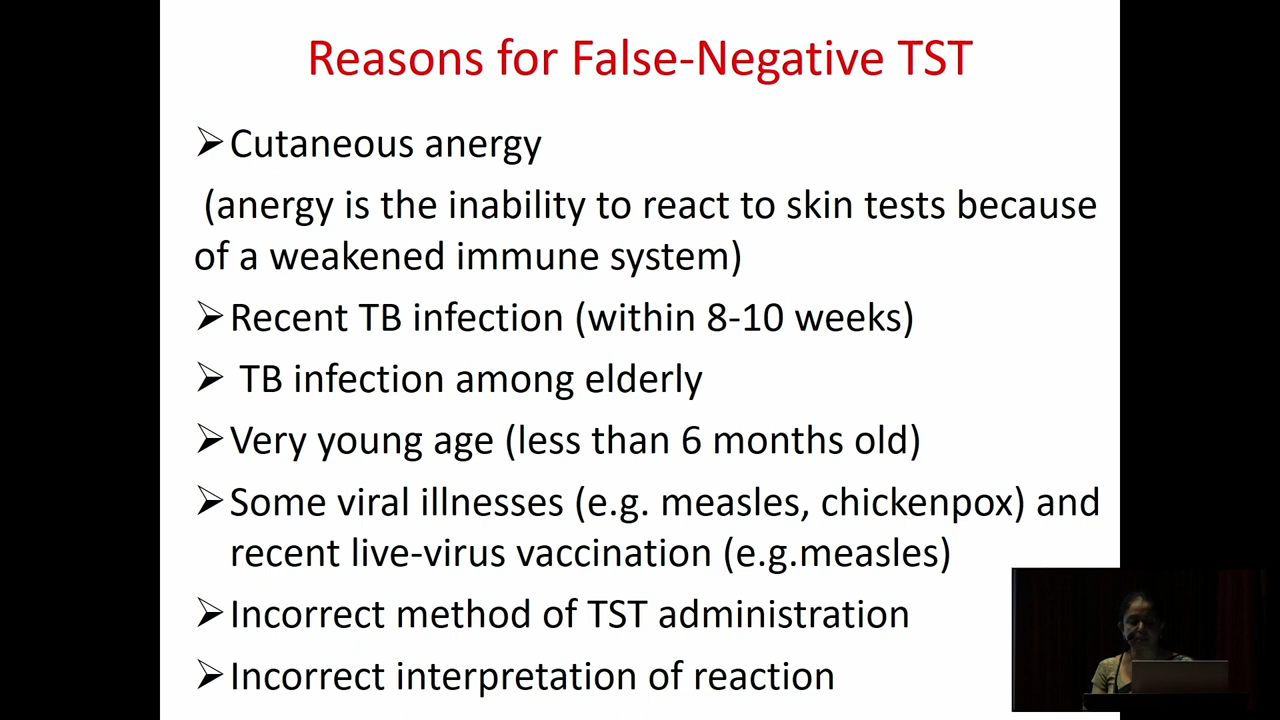 Reasons for False-Negative TST
➢Cutaneous anergy
(anergy is the inability to react to skin tests because
of a weakened immune system)
➢Recent TB infection (within 8-10 weeks)
➢ TB infection among elderly
➢Very young age (less than 6 months old)
➢Some viral illnesses (e.g. measles, chickenpox) and
recent live-virus vaccination (e.g.measles)
➢Incorrect method of TST administration
➢Incorrect interpretation of reaction